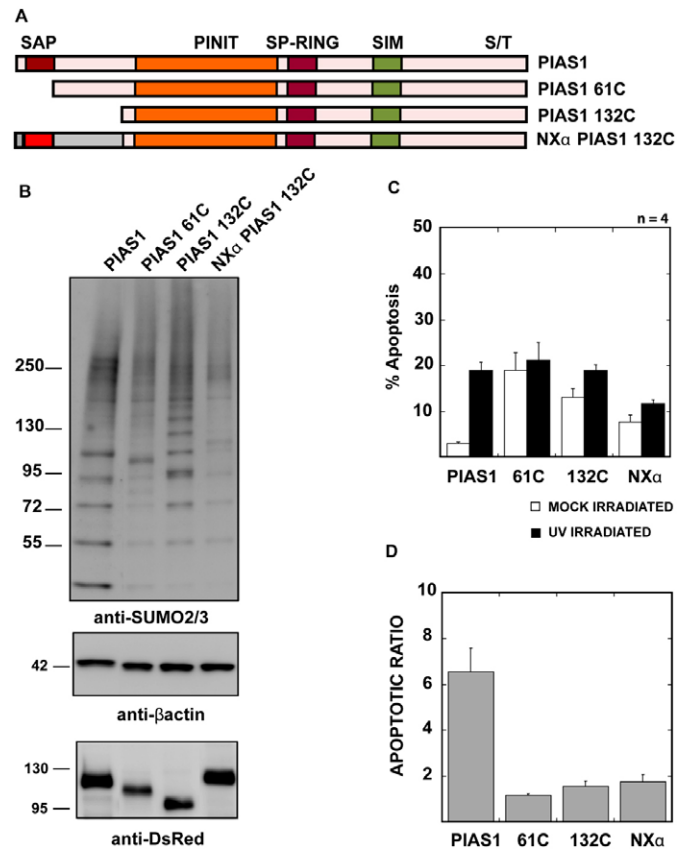 A
SAP PINIT SP-RING SIM S/T
PIAS1
PIAS1 61C
PIAS1 132C
NXα PIAS1 132C
B
PIAS1
PIAS1 61C
PIAS1 132C
NXα PIAS1 132C
250
130
95
72
55
anti-SUMO2/3
42
anti-βactin
130
95
anti-DsRed
C
n = 4
50
40
30
20
10
% Apoptosis
PIAS1 61C 132C NXα
MOCK IRRADIATED
UV IRRADIATED
D
10
8
6
4
2
APOPTOTIC RATIO
PIAS1 61C 132C NXα